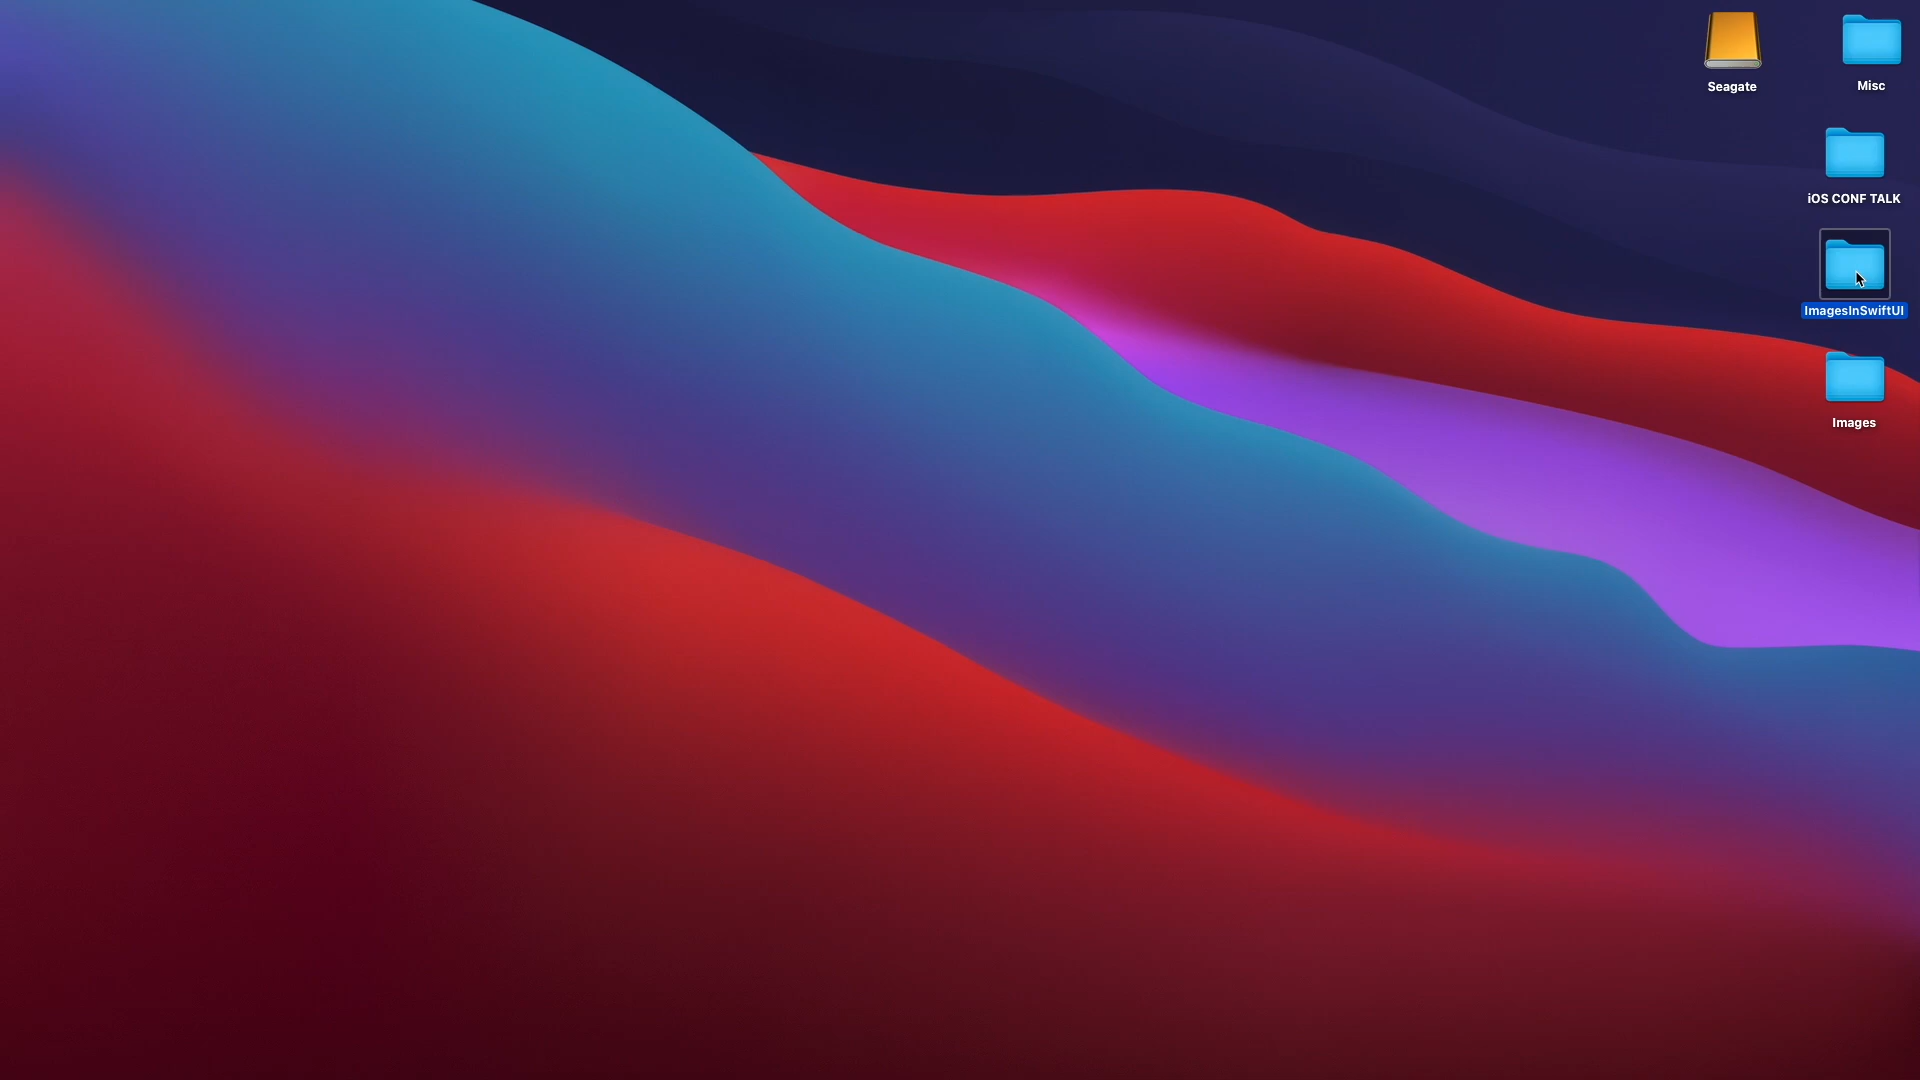 Seagate
Misc
iOS CONF TALK
ImagesInSwiftUI
Images